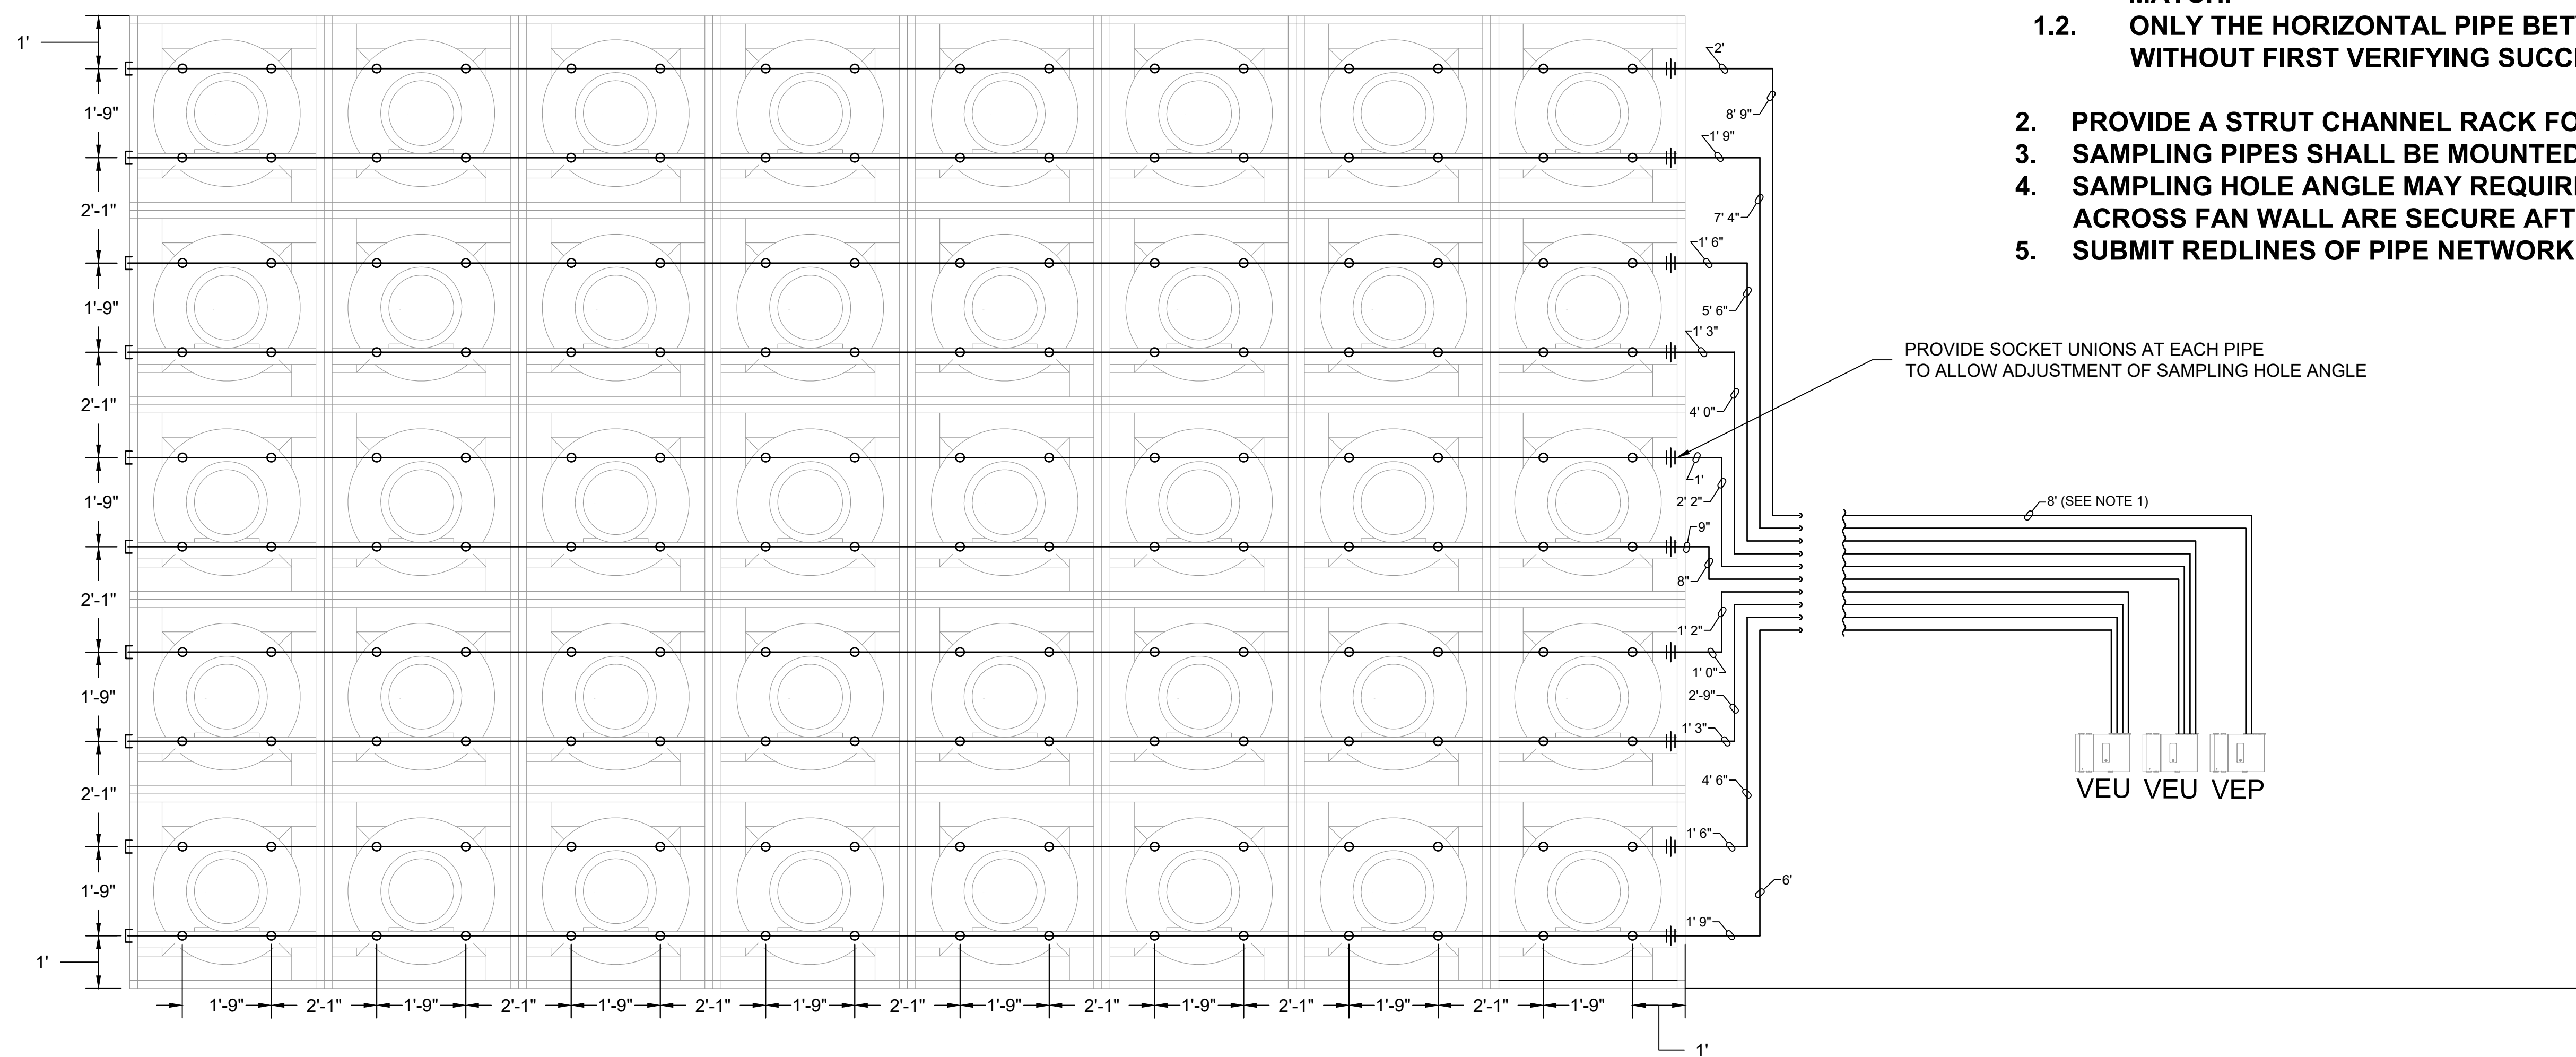 MATCH.
1.2. ONLY THE HORIZONTAL PIPE BET
WITHOUT FIRST VERIFYING SUCC
2. PROVIDE A STRUT CHANNEL RACK FO
3. SAMPLING PIPES SHALL BE MOUNTED
4. SAMPLING HOLE ANGLE MAY REQUIR
ACROSS FAN WALL ARE SECURE AFT
5. SUBMIT REDLINES OF PIPE NETWORK
PROVIDE SOCKET UNIONS AT EACH PIPE
TO ALLOW ADJUSTMENT OF SAMPLING HOLE ANGLE
1'
1'-9"
2'-1"
1'-9"
2'-1"
1'-9"
2'-1"
1'-9"
2'-1"
1'-9"
1'
2'
8' 9"
1' 9"
7' 4"
1' 6"
5' 6"
1' 3"
4' 0"
1'
2' 2"
9"
8"
1' 2"
1' 0"
2'-9"
1' 3"
4' 6"
1' 6"
6'
1' 9"
8' (SEE NOTE 1)
VEU VEU VEP
1'-9" 2'-1" 1'-9" 2'-1" 1'-9" 2'-1" 1'-9" 2'-1" 1'-9" 2'-1" 1'-9" 2'-1" 1'-9" 2'-1" 1'-9"
1'